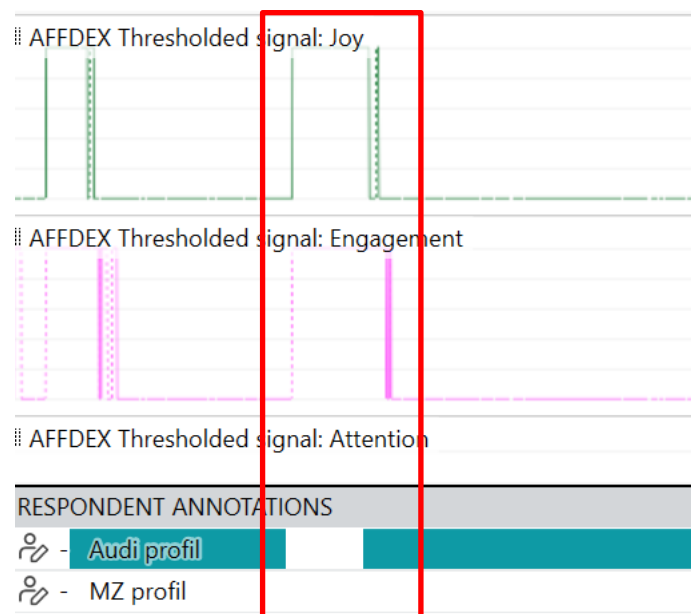 AFFDEX Thresholded signal: Joy
AFFDEX Thresholded signal: Engagement
AFFDEX Thresholded signal: Attention
RESPONDENT ANNOTATIONS
- Audi profil
- MZ profil